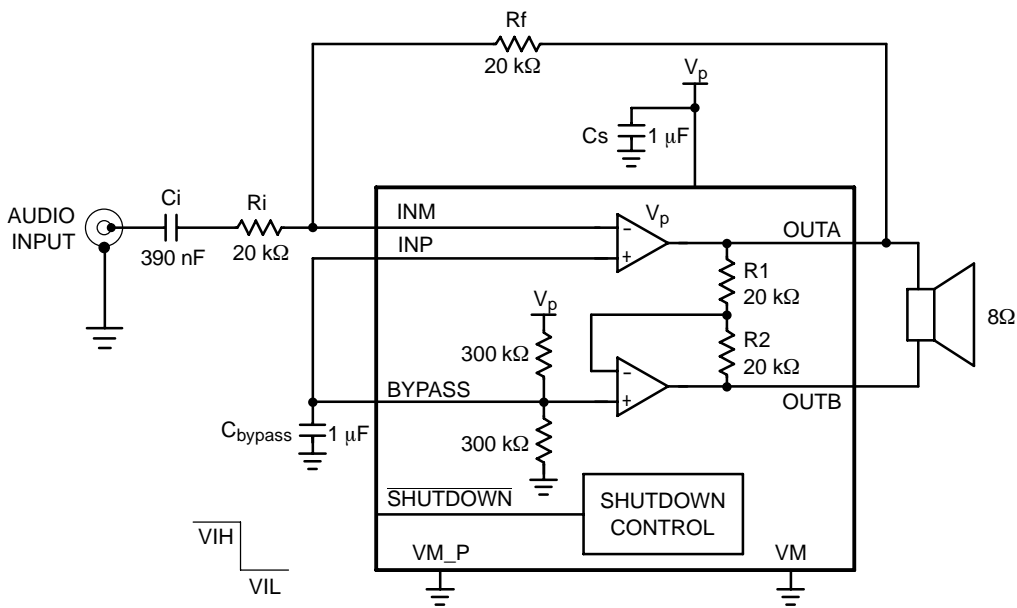 Rf
20 kΩ
Vp
Cs
1 μF
AUDIO
INPUT
Ci
390 nF
Ri
20 kΩ
INM
INP
Vp
OUTA
R1
20 kΩ
Vp
300 kΩ
R2
20 kΩ
8Ω
BYPASS
OUTB
Cbypass
1 μF
300 kΩ
SHUTDOWN
SHUTDOWN
CONTROL
VIH
VIL
VM_P
VM